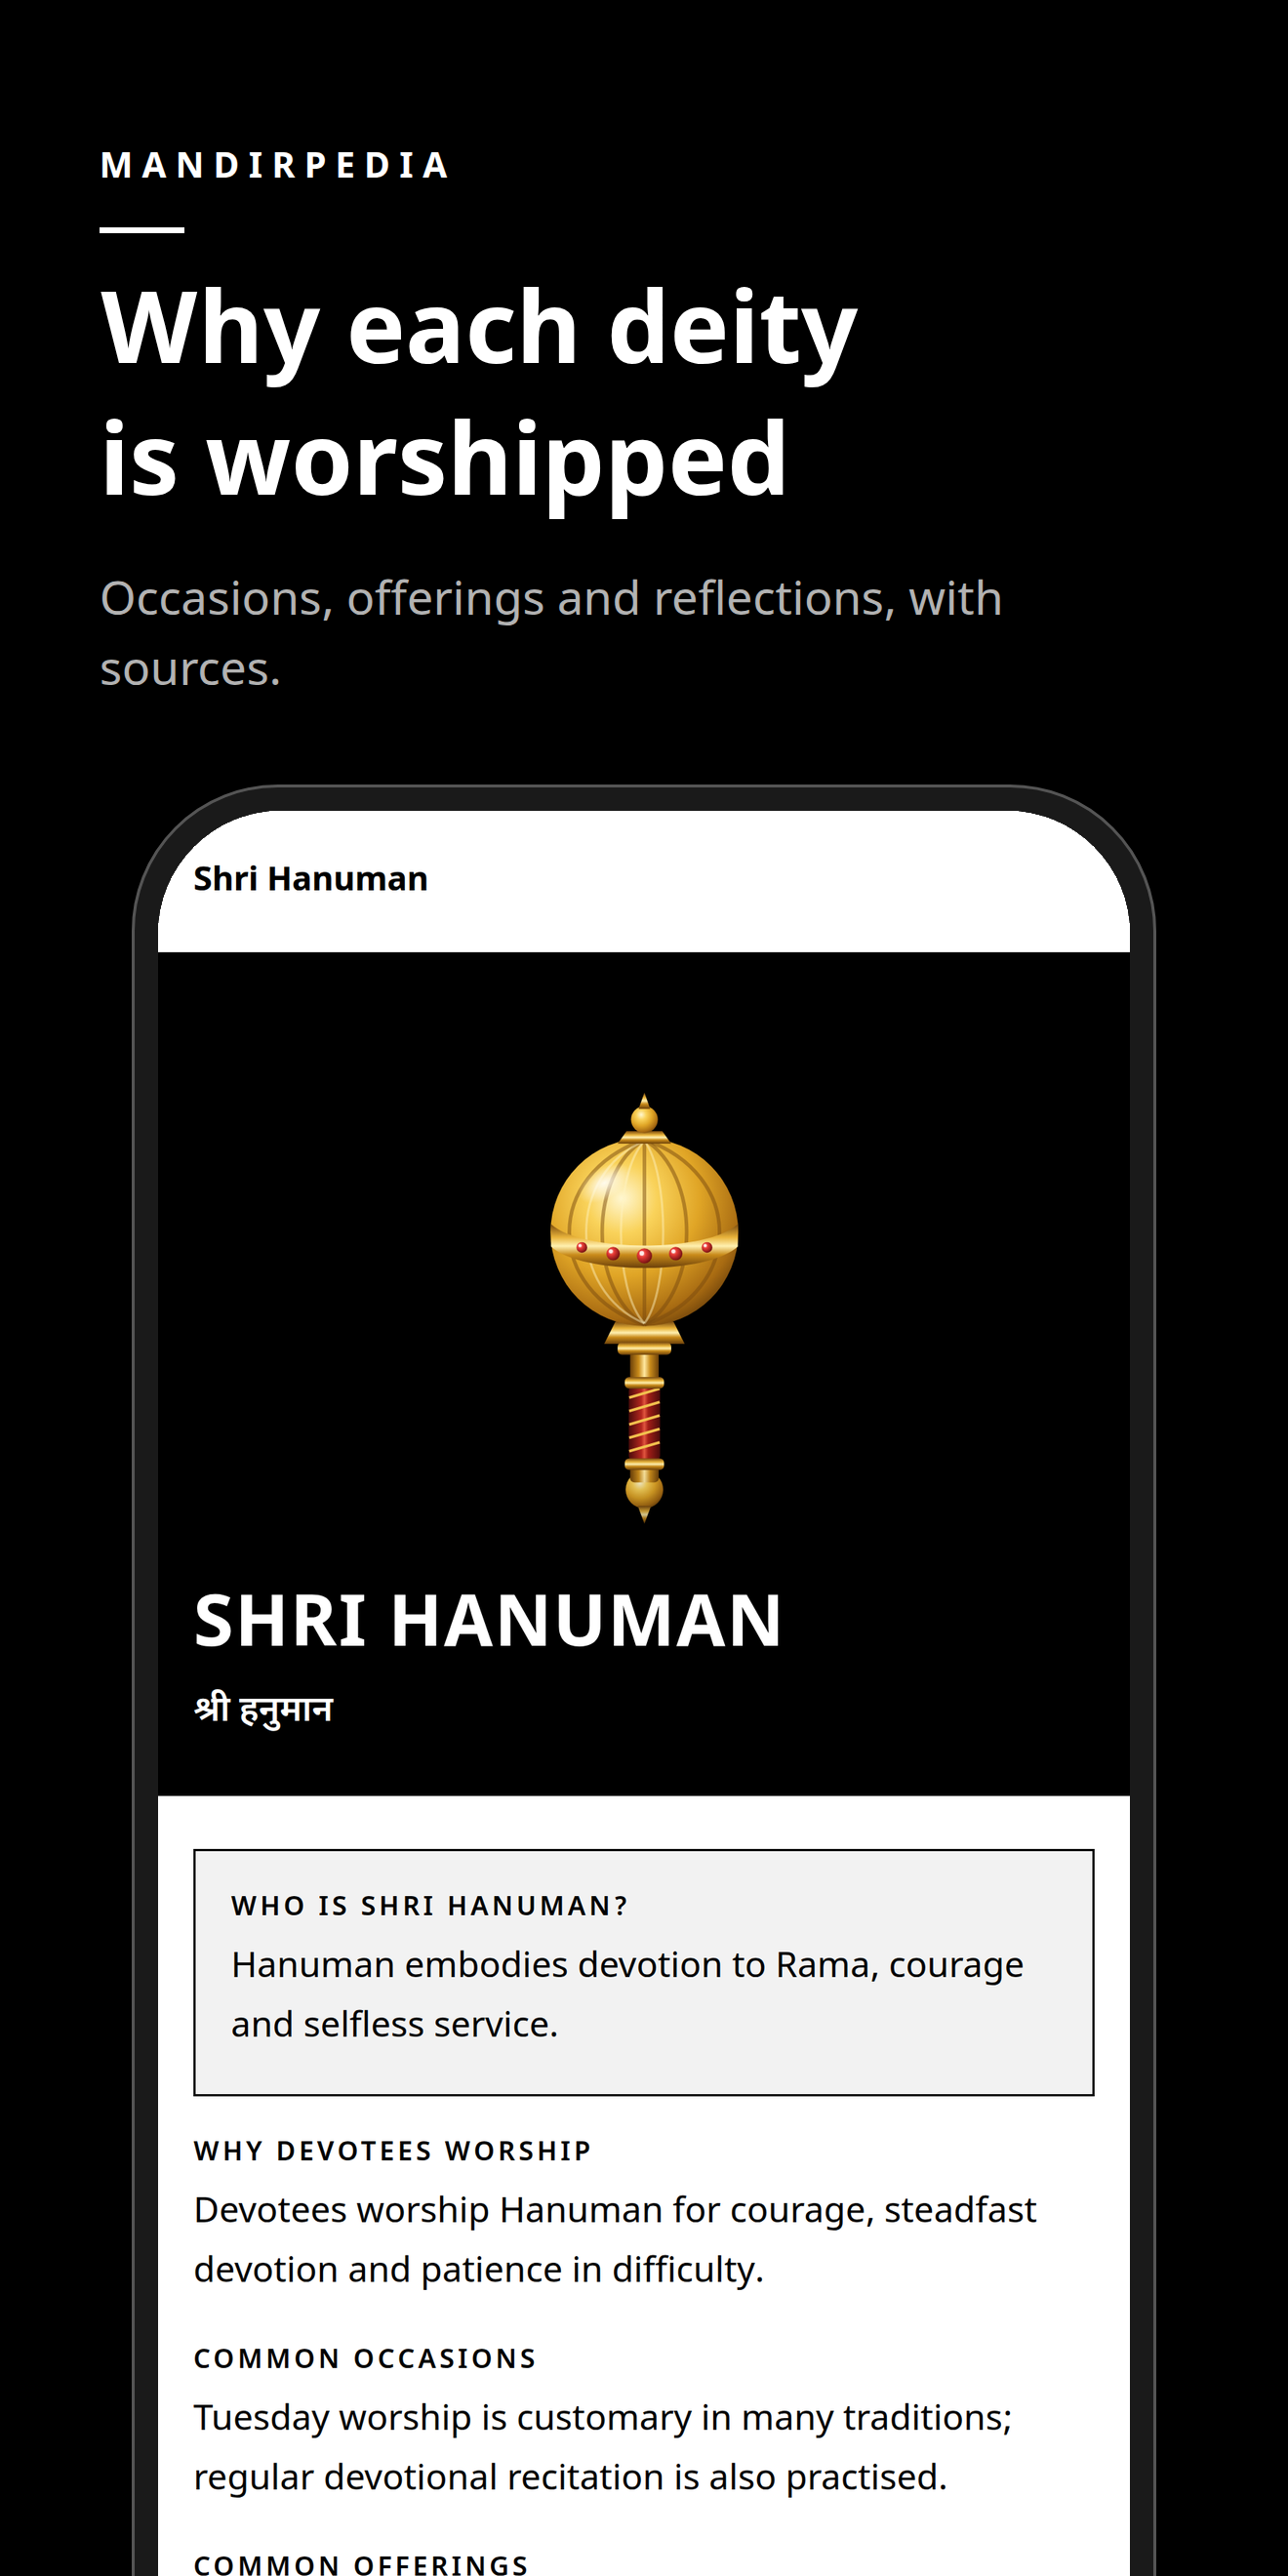 MANDIRPEDIA
Why each deity
is worshipped
Occasions, offerings and reflections, with
sources.
Shri Hanuman
SHRI HANUMAN
श्री हनुमान
WHO IS SHRI HANUMAN?
Hanuman embodies devotion to Rama, courage
and selfless service.
WHY DEVOTEES WORSHIP
Devotees worship Hanuman for courage, steadfast
devotion and patience in difficulty.
COMMON OCCASIONS
Tuesday worship is customary in many traditions;
regular devotional recitation is also practised.
COMMON OFFERINGS